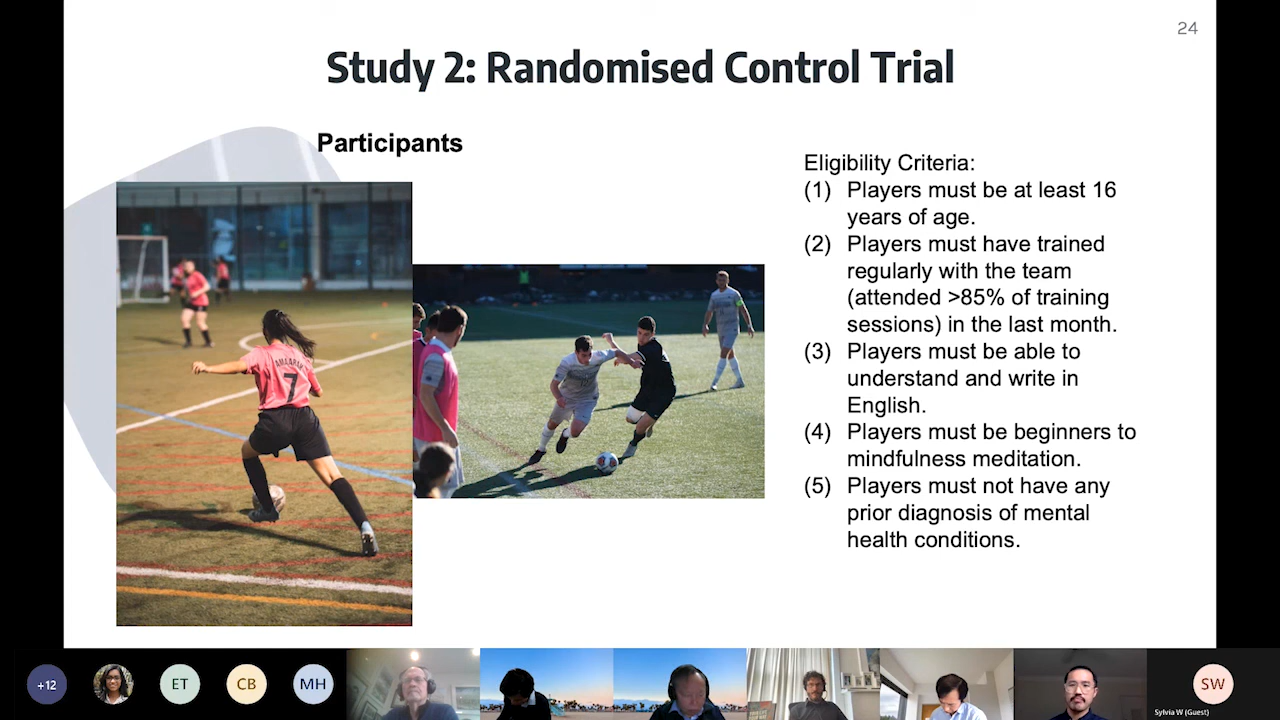 24
Study 2: Randomised Control Trial
Participants
Eligibility Criteria:
(1) Players must be at least 16
years of age.
(2) Players must have trained
regularly with the team
(attended >85% of training
sessions) in the last month.
(3) Players must be able to
understand and write in
English.
(4) Players must be beginners to
mindfulness meditation.
(5) Players must not have any
prior diagnosis of mental
health conditions.
7
+12
ET
CB
MH
SW
Sylvia W (Guest)